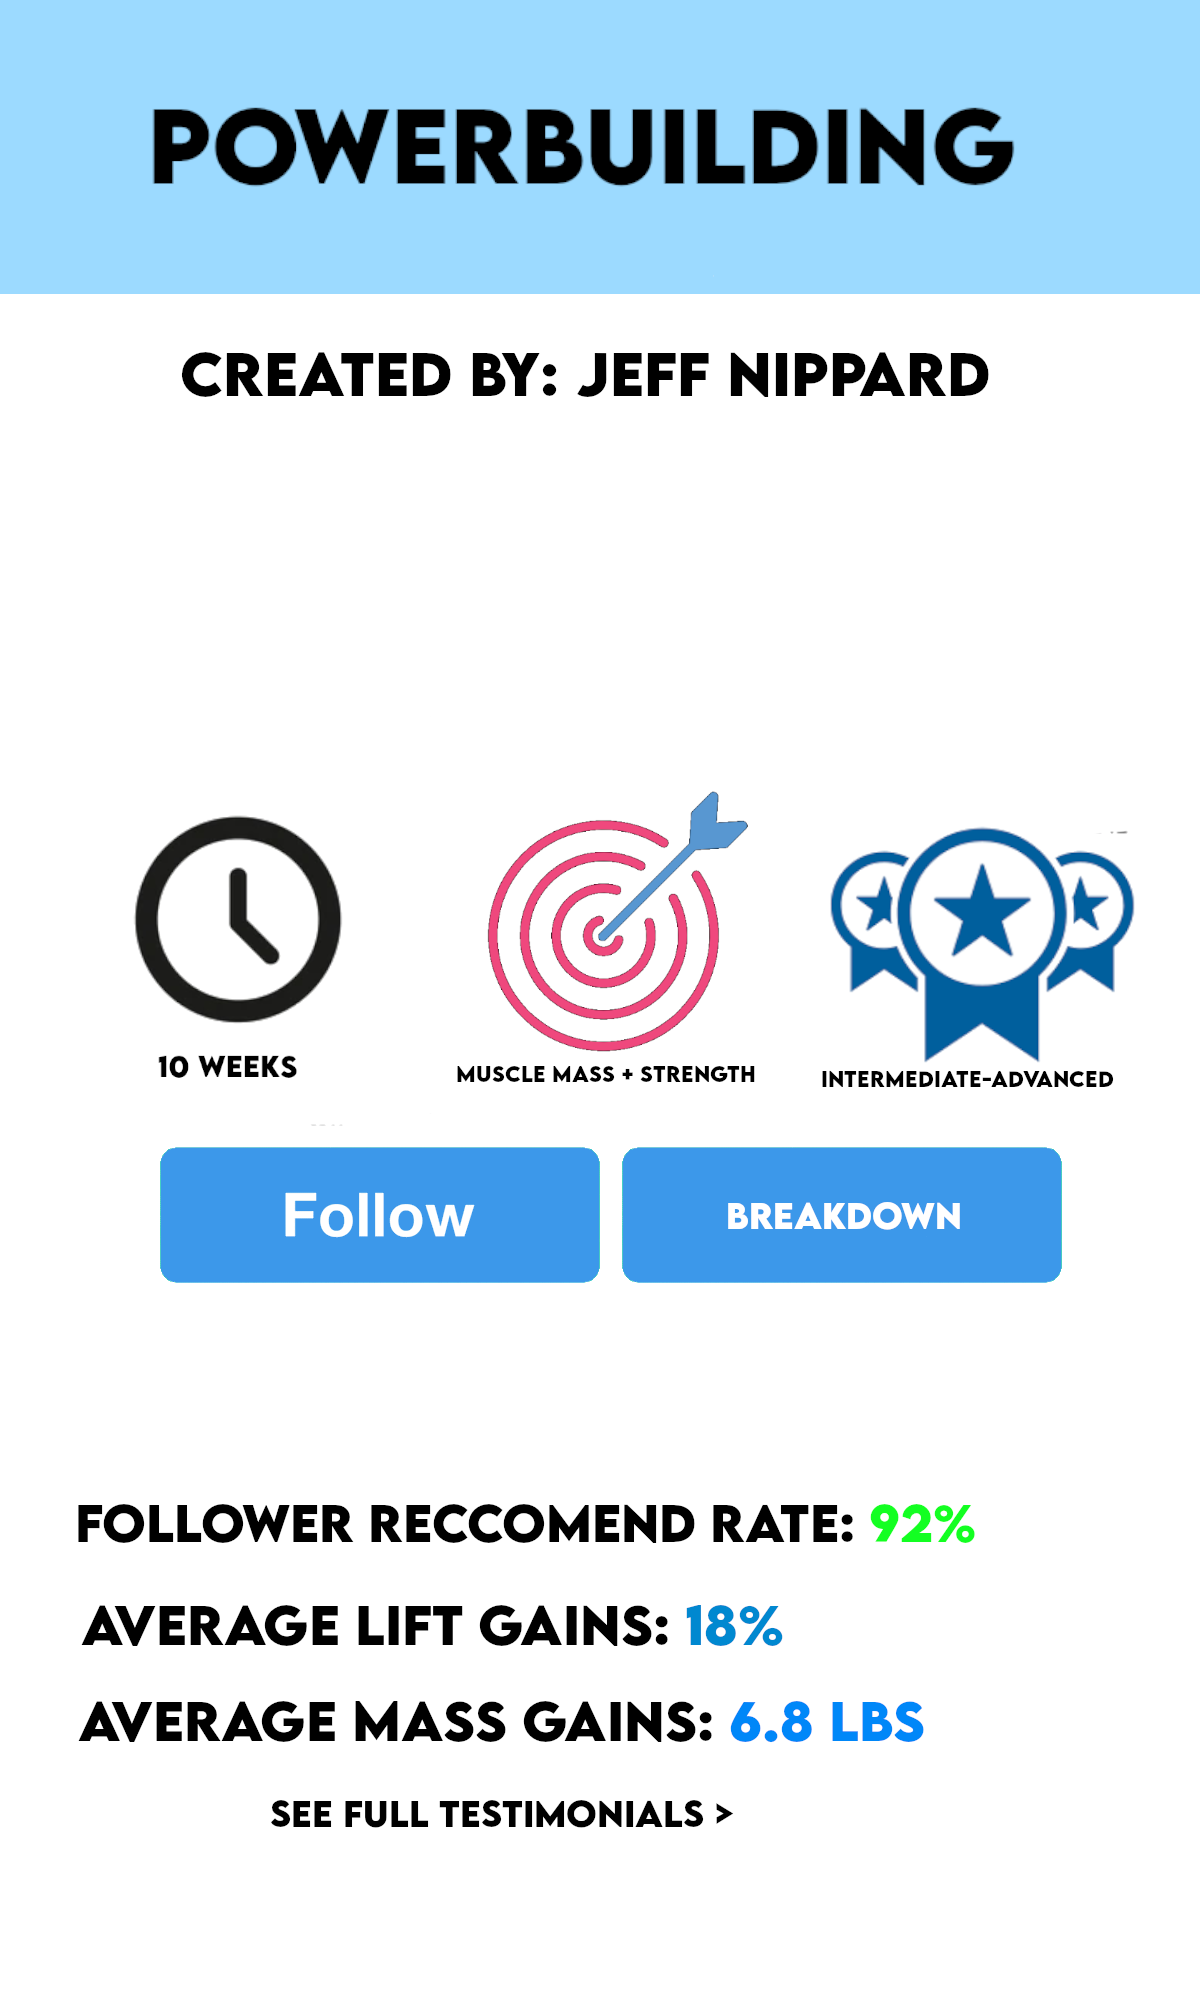 POWERBUILDING
CREATED BY: JEFF NIPPARD
10 WEEKS
MUSCLE MASS + STRENGTH
INTERMEDIATE-ADVANCED
Follow
BREAKDOWN
FOLLOWER RECCOMEND RATE: 92%
AVERAGE LIFT GAINS: 18%
AVERAGE MASS GAINS: 6.8 LBS
SEE FULL TESTIMONIALS >